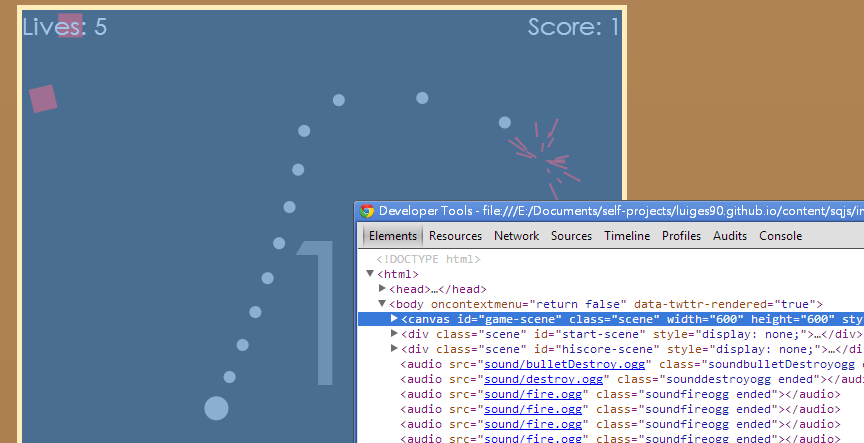 Lives: 5
Score: 1
1
Developer Tools - file:///E:/Documents/self-projects/luiges90.github.io/content/sqjs/in
Elements Resources Network Sources Timeline Profiles Audits Console
<!DOCTYPE html>
<html>
<head>…</head>
<body oncontextmenu="return false" data-twttr-rendered="true">
<canvas id="game-scene" class="scene" width="600" height="600" sty
<div class="scene" id="start-scene" style="display: none;">…</div>
<div class="scene" id="hiscore-scene" style="display: none;">…</di
<audio src="sound/bulletDestroy.ogg" class="soundbulletDestroyogg e
<audio src="sound/destroy.ogg" class="sounddestroyogg ended"></au
<audio src="sound/fire.ogg" class="soundfireogg ended"></audio>
<audio src="sound/fire.ogg" class="soundfireogg ended"></audio>
<audio src="sound/fire.ogg" class="soundfireogg ended"></audio>
<audio src="sound/fire.ogg" class="soundfireogg ended"></audio>